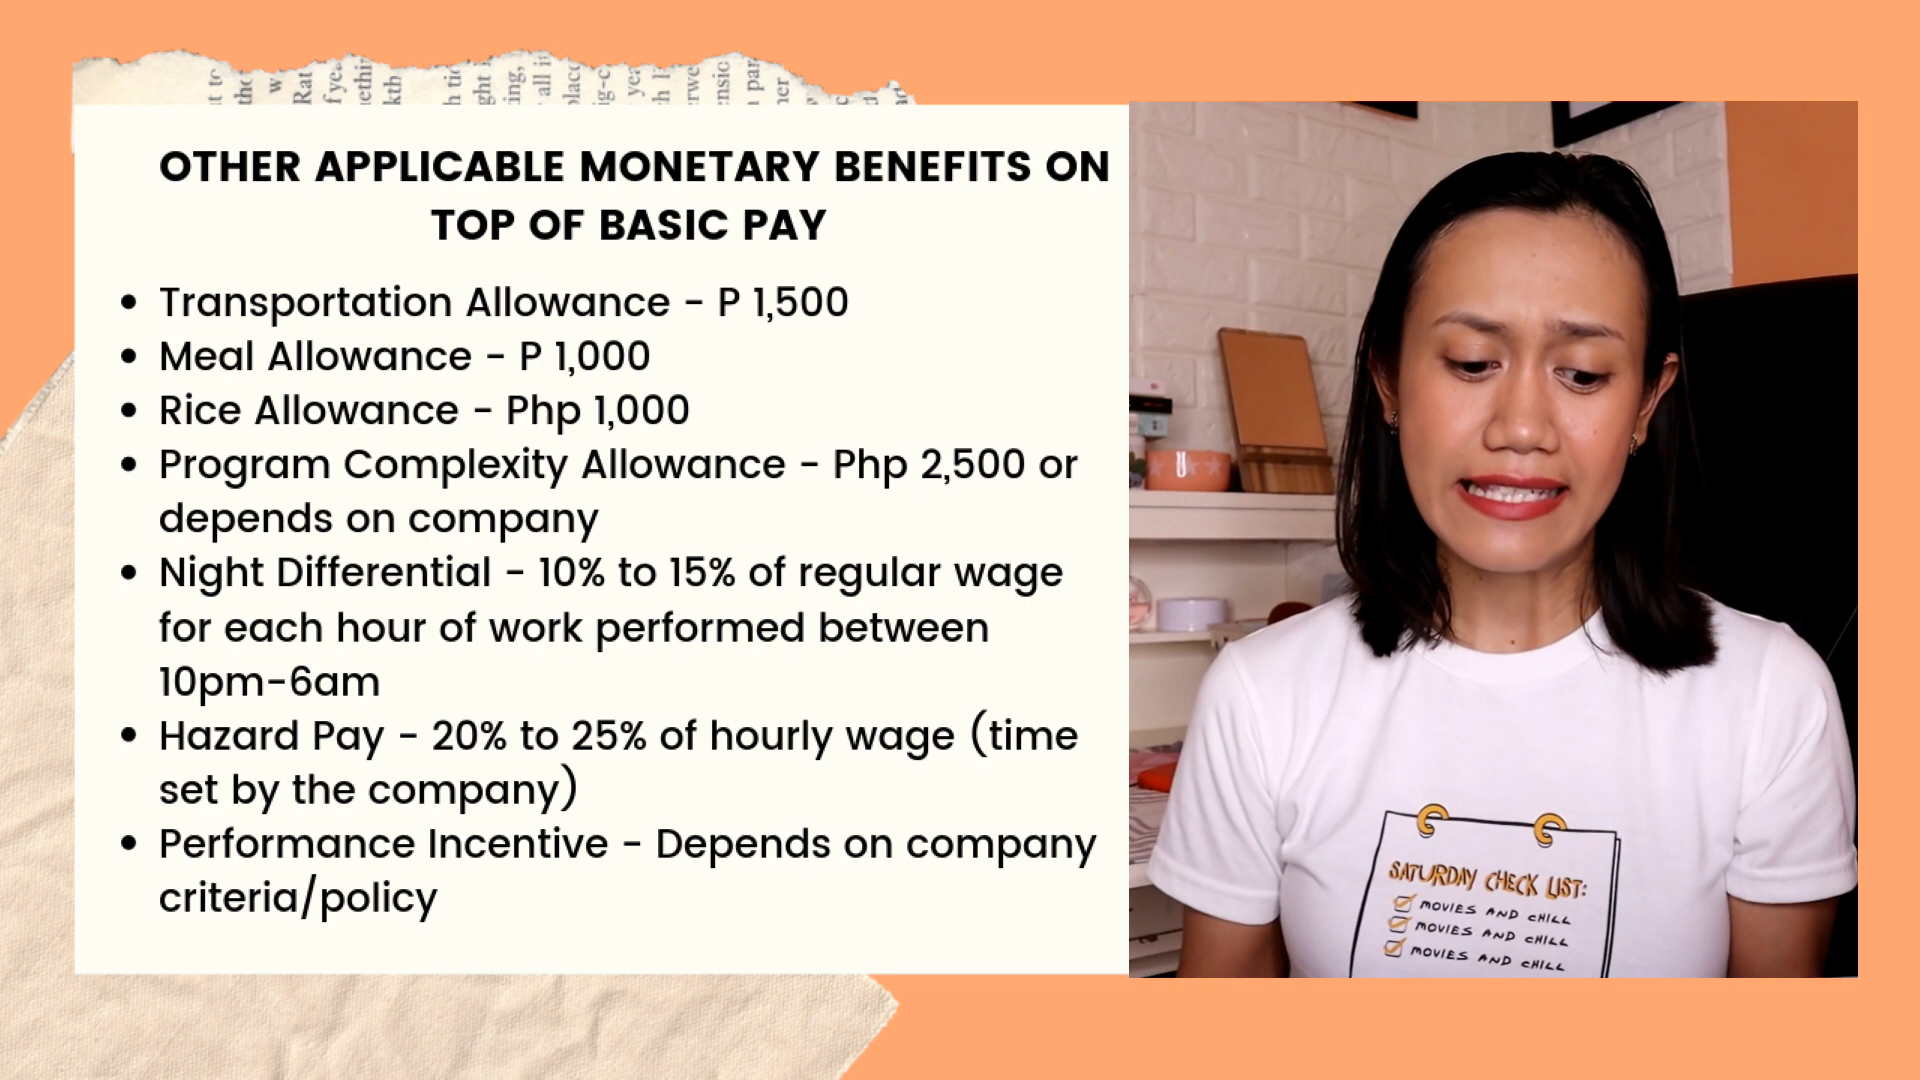 OTHER APPLICABLE MONETARY BENEFITS ON
TOP OF BASIC PAY
• Transportation Allowance - P 1,500
• Meal Allowance - P 1,000
• Rice Allowance - Php 1,000
• Program Complexity Allowance - Php 2,500 or
depends on company
• Night Differential - 10% to 15% of regular wage
for each hour of work performed between
10pm-6am
• Hazard Pay - 20% to 25% of hourly wage (time
set by the company)
• Performance Incentive - Depends on company
criteria/policy
SATURDAY CHECK LIST:
MOVIES AND CHILL
MOVIES AND CHILL
MOVIES AND CHILL